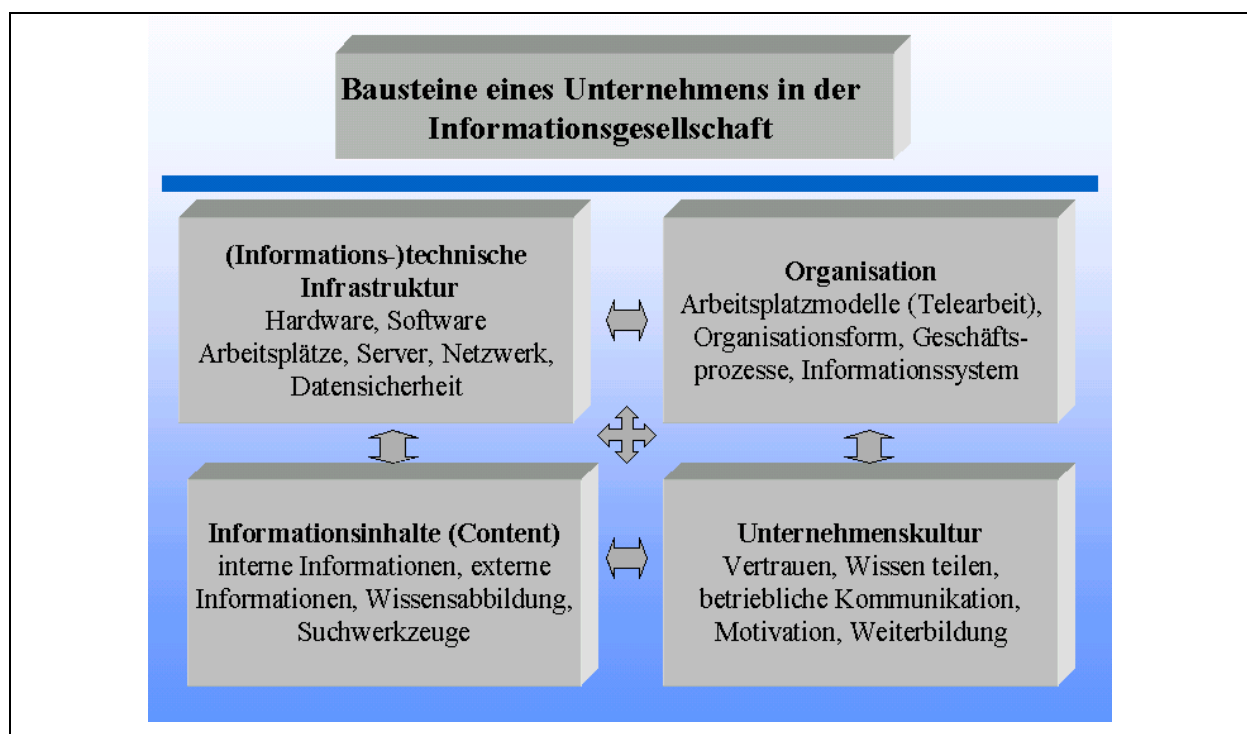 Bausteine eines Unternehmens in der
Informationsgesellschaft
(Informations-)technische
Infrastruktur
Hardware, Software
Arbeitsplätze, Server, Netzwerk,
Datensicherheit
Organisation
Arbeitsplatzmodelle (Telearbeit),
Organisationsform, Geschäfts-
prozesse, Informationssystem
Informationsinhalte (Content)
interne Informationen, externe
Informationen, Wissensabbildung,
Suchwerkzeuge
Unternehmenskultur
Vertrauen, Wissen teilen,
betriebliche Kommunikation,
Motivation, Weiterbildung